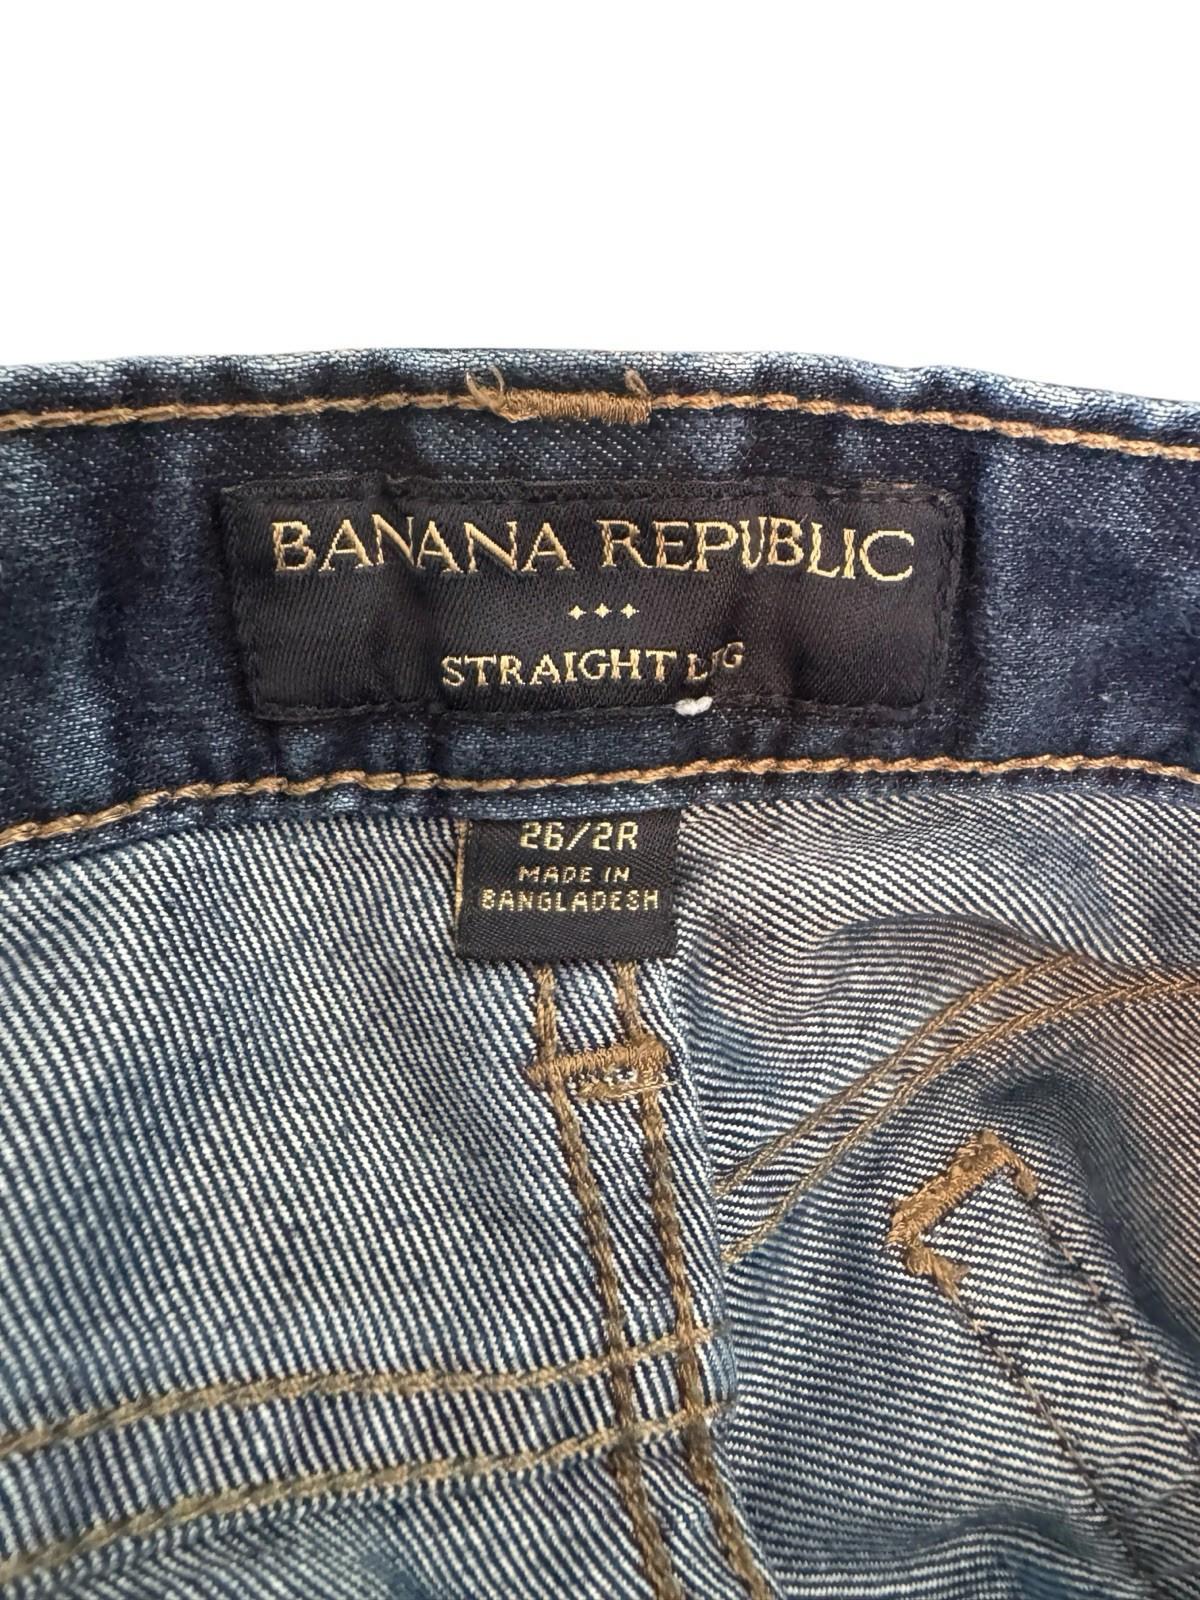 BANANA REPUBLIC
STRAIGHT LEG
26/2R
MADE IN
BANGLADESH